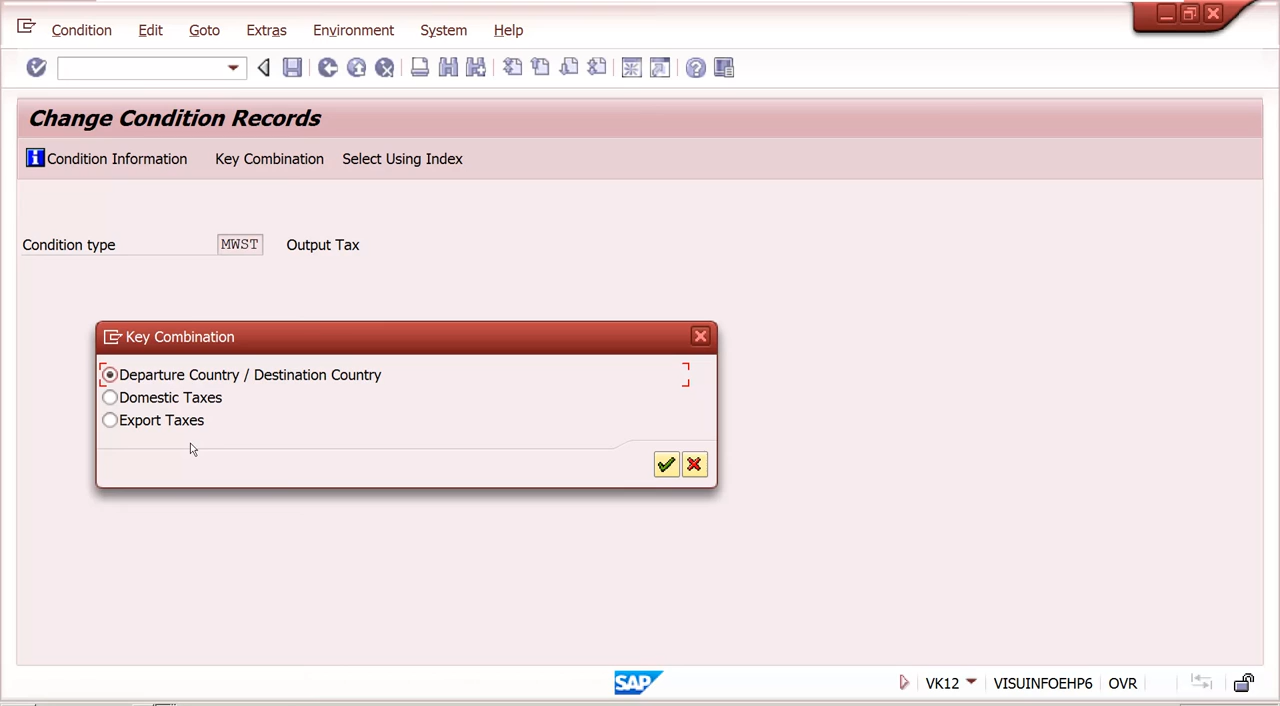 Condition Edit Goto Extras Environment System Help
Change Condition Records
Condition Information Key Combination Select Using Index
Condition type MWST Output Tax
Key Combination
Departure Country / Destination Country
Domestic Taxes
Export Taxes
SAP VK12 VISUINFOEHP6 OVR